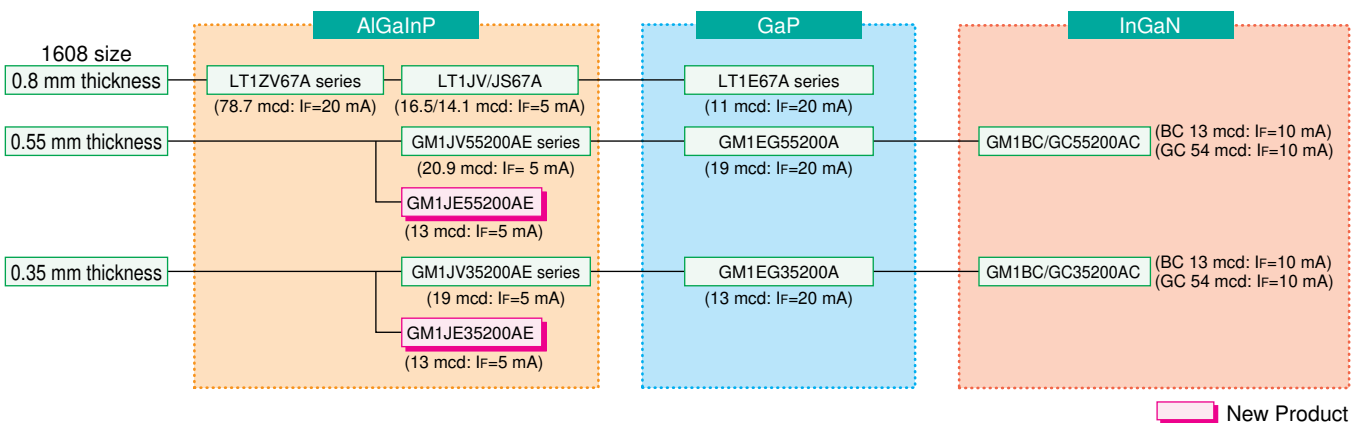 AlGaInP
GaP
InGaN
1608 size
0.8 mm thickness
LT1ZV67A series
(78.7 mcd: IF=20 mA)
LT1JV/JS67A
(16.5/14.1 mcd: IF=5 mA)
LT1E67A series
(11 mcd: IF=20 mA)
0.55 mm thickness
GM1JV55200AE series
(20.9 mcd: IF= 5 mA)
GM1EG55200A
(19 mcd: IF=20 mA)
GM1BC/GC55200AC
(BC 13 mcd: IF=10 mA)
(GC 54 mcd: IF=10 mA)
GM1JE55200AE
(13 mcd: IF=5 mA)
0.35 mm thickness
GM1JV35200AE series
(19 mcd: IF=5 mA)
GM1EG35200A
(13 mcd: IF=20 mA)
GM1BC/GC35200AC
(BC 13 mcd: IF=10 mA)
(GC 54 mcd: IF=10 mA)
GM1JE35200AE
(13 mcd: IF=5 mA)
New Product